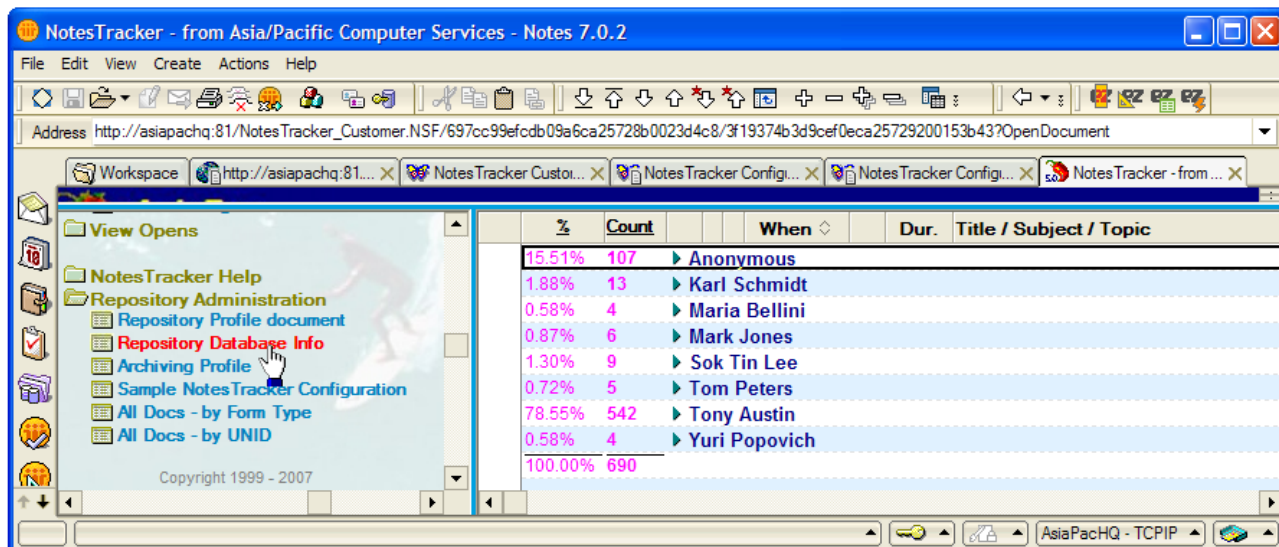 NotesTracker - from Asia/Pacific Computer Services - Notes 7.0.2
File Edit View Create Actions Help
Address http://asiapachq:81/NotesTracker_Customer.NSF/697cc99efcdb09a6ca25728b0023d4c8/3f19374b3d9cef0eca25729200153b43?OpenDocument
Workspace http://asiapachq:81... NotesTracker Custo... NotesTracker Configu... NotesTracker Configu... NotesTracker - from ...
View Opens
NotesTracker Help
Repository Administration
Repository Profile document
Repository Database Info
Archiving Profile
Sample NotesTracker Configuration
All Docs - by Form Type
All Docs - by UNID
Copyright 1999 - 2007
% Count When Dur. Title / Subject / Topic
15.51% 107 Anonymous
1.88% 13 Karl Schmidt
0.58% 4 Maria Bellini
0.87% 6 Mark Jones
1.30% 9 Sok Tin Lee
0.72% 5 Tom Peters
78.55% 542 Tony Austin
0.58% 4 Yuri Popovich
100.00% 690
AsiaPacHQ - TCPIP